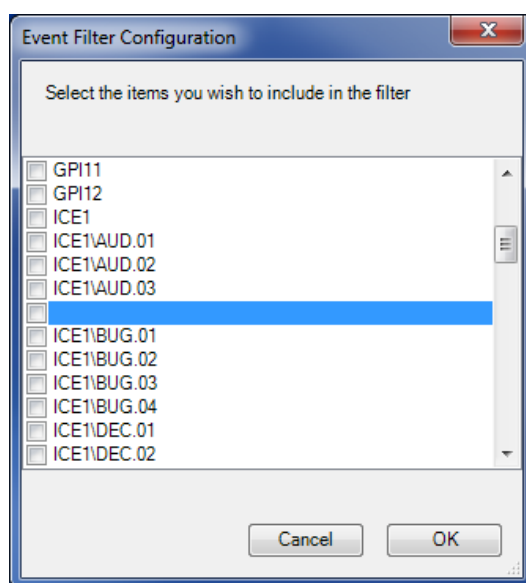 Event Filter Configuration
Select the items you wish to include in the filter
GPI11
GPI12
ICE1
ICE1\AUD.01
ICE1\AUD.02
ICE1\AUD.03
ICE1\BUG.01
ICE1\BUG.02
ICE1\BUG.03
ICE1\BUG.04
ICE1\DEC.01
ICE1\DEC.02
Cancel
OK